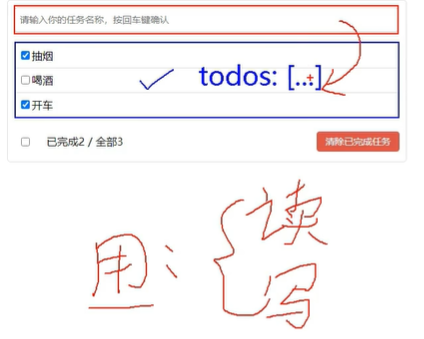 请输入你的任务名称，按回车键确认
抽烟
喝酒 todos: [...]
开车
已完成2 / 全部3 清除已完成任务
用： 读
写